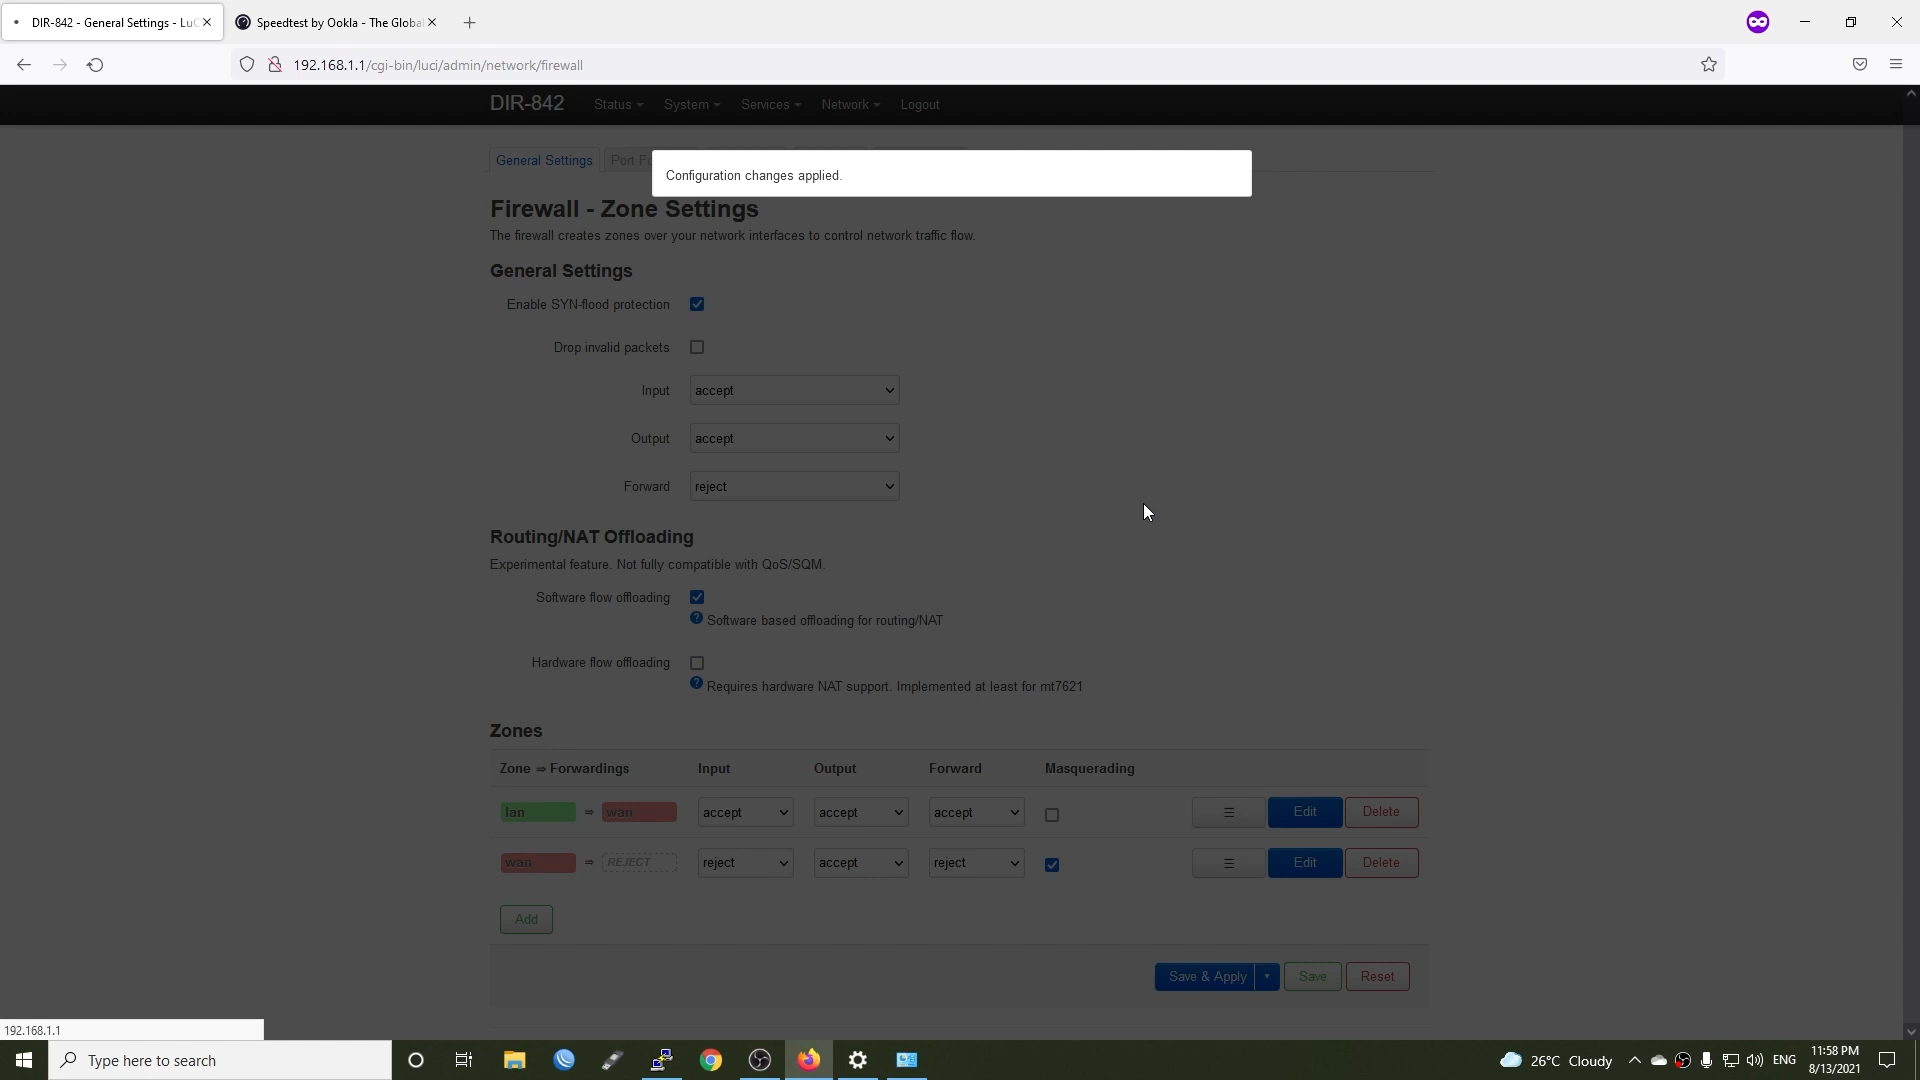 DIR-842 - General Settings - LuC
Speedtest by Ookla - The Global
192.168.1.1/cgi-bin/luci/admin/network/firewall
DIR-842 Status System Services Network Logout
General Settings Port Fo
Configuration changes applied.
Firewall - Zone Settings
The firewall creates zones over your network interfaces to control network traffic flow.
General Settings
Enable SYN-flood protection
Drop invalid packets
Input accept
Output accept
Forward reject
Routing/NAT Offloading
Experimental feature. Not fully compatible with QoS/SQM.
Software flow offloading
Software based offloading for routing/NAT
Hardware flow offloading
Requires hardware NAT support. Implemented at least for mt7621
Zones
Zone ⇒ Forwardings Input Output Forward Masquerading
lan ⇒ wan accept accept accept ☰ Edit Delete
wan ⇒ REJECT reject accept reject ☰ Edit Delete
Add
Save & Apply Save Reset
192.168.1.1
Type here to search
26°C Cloudy
ENG
11:58 PM
8/13/2021